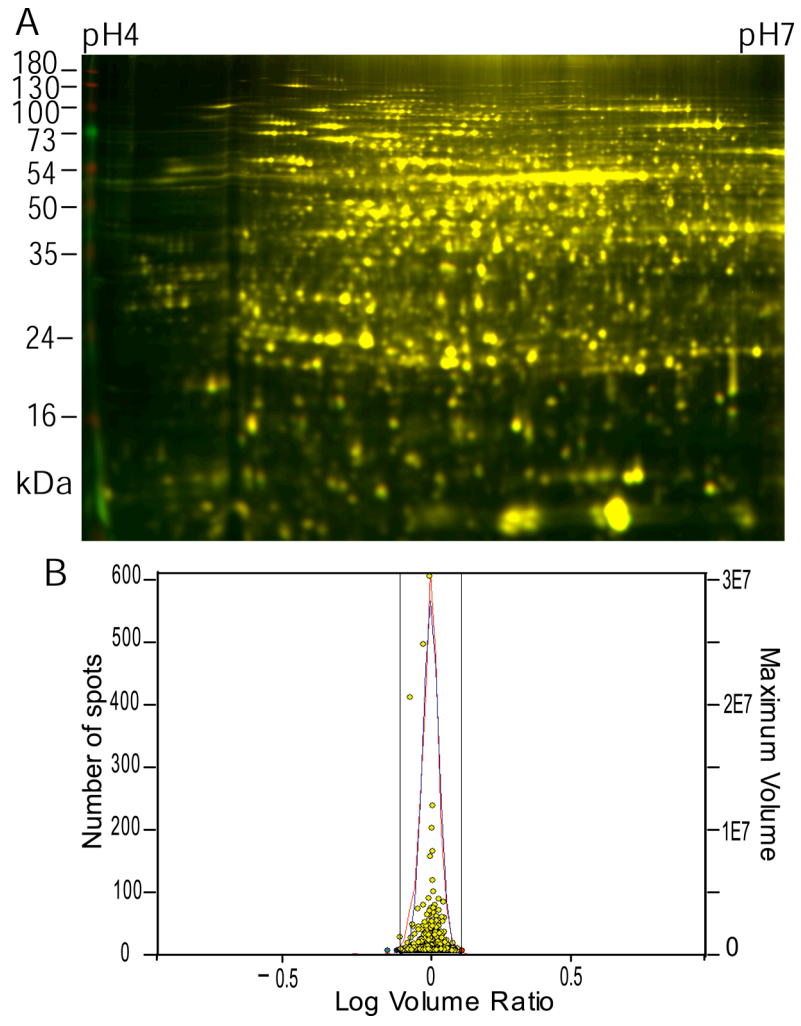 A
pH4 pH7
180
130
100
73
54
50
35
24
16
kDa
B
600 3E7
500
400 2E7
300
200 1E7
100
0 0
Number of spots
Maximum Volume
-0.5 0 0.5
Log Volume Ratio